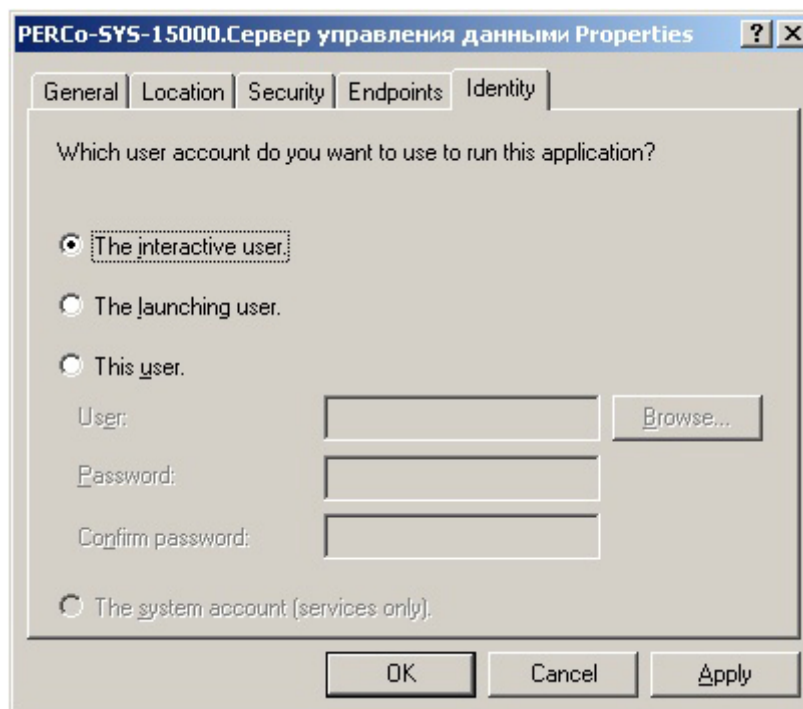 PERCo-SYS-15000.Сервер управления данными Properties
General Location Security Endpoints Identity
Which user account do you want to use to run this application?
The interactive user.
The launching user.
This user.
User: Browse...
Password:
Confirm password:
The system account (services only).
OK Cancel Apply